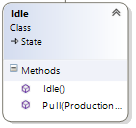 Idle
Class
State
Methods
Idle()
Pull(Production ...